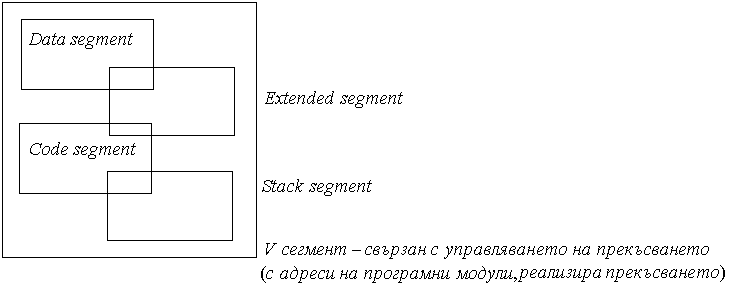 Data segment
Extended segment
Code segment
Stack segment
V сегмент – свързан с управляването на прекъсването
(с адреси на програмни модули, реализира прекъсването)